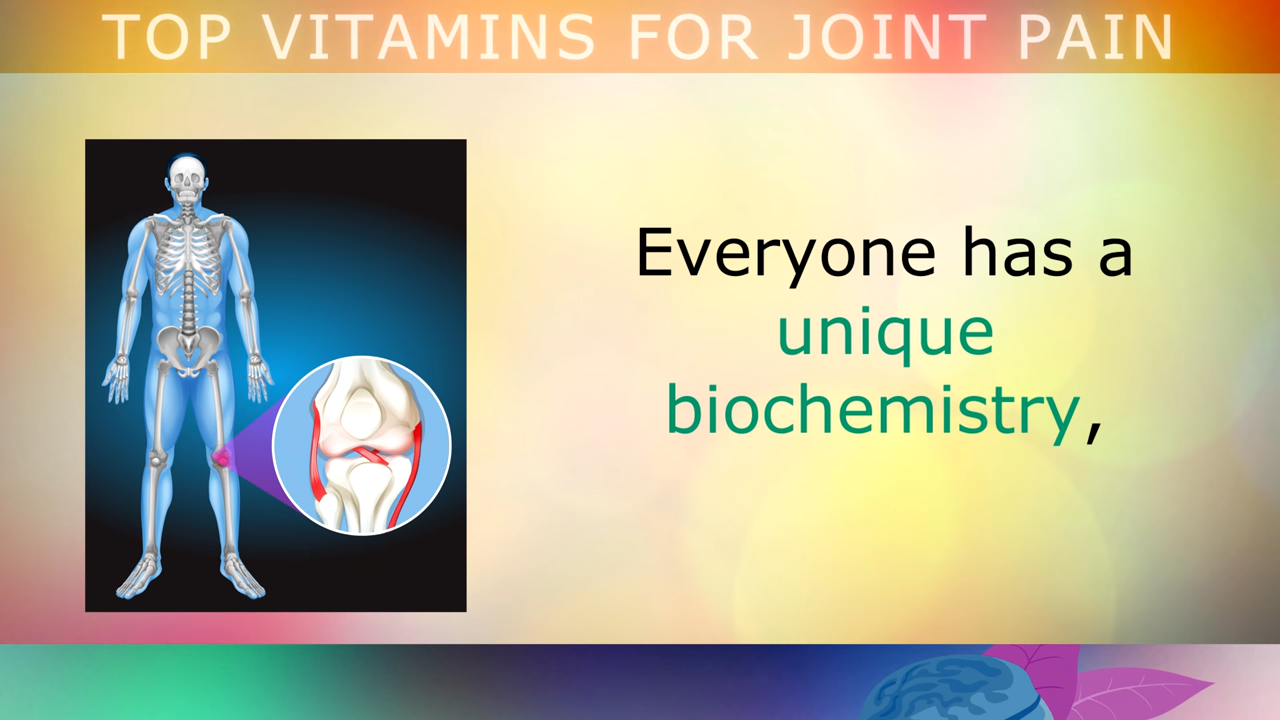 TOP VITAMINS FOR JOINT PAIN
Everyone has a
unique
biochemistry,